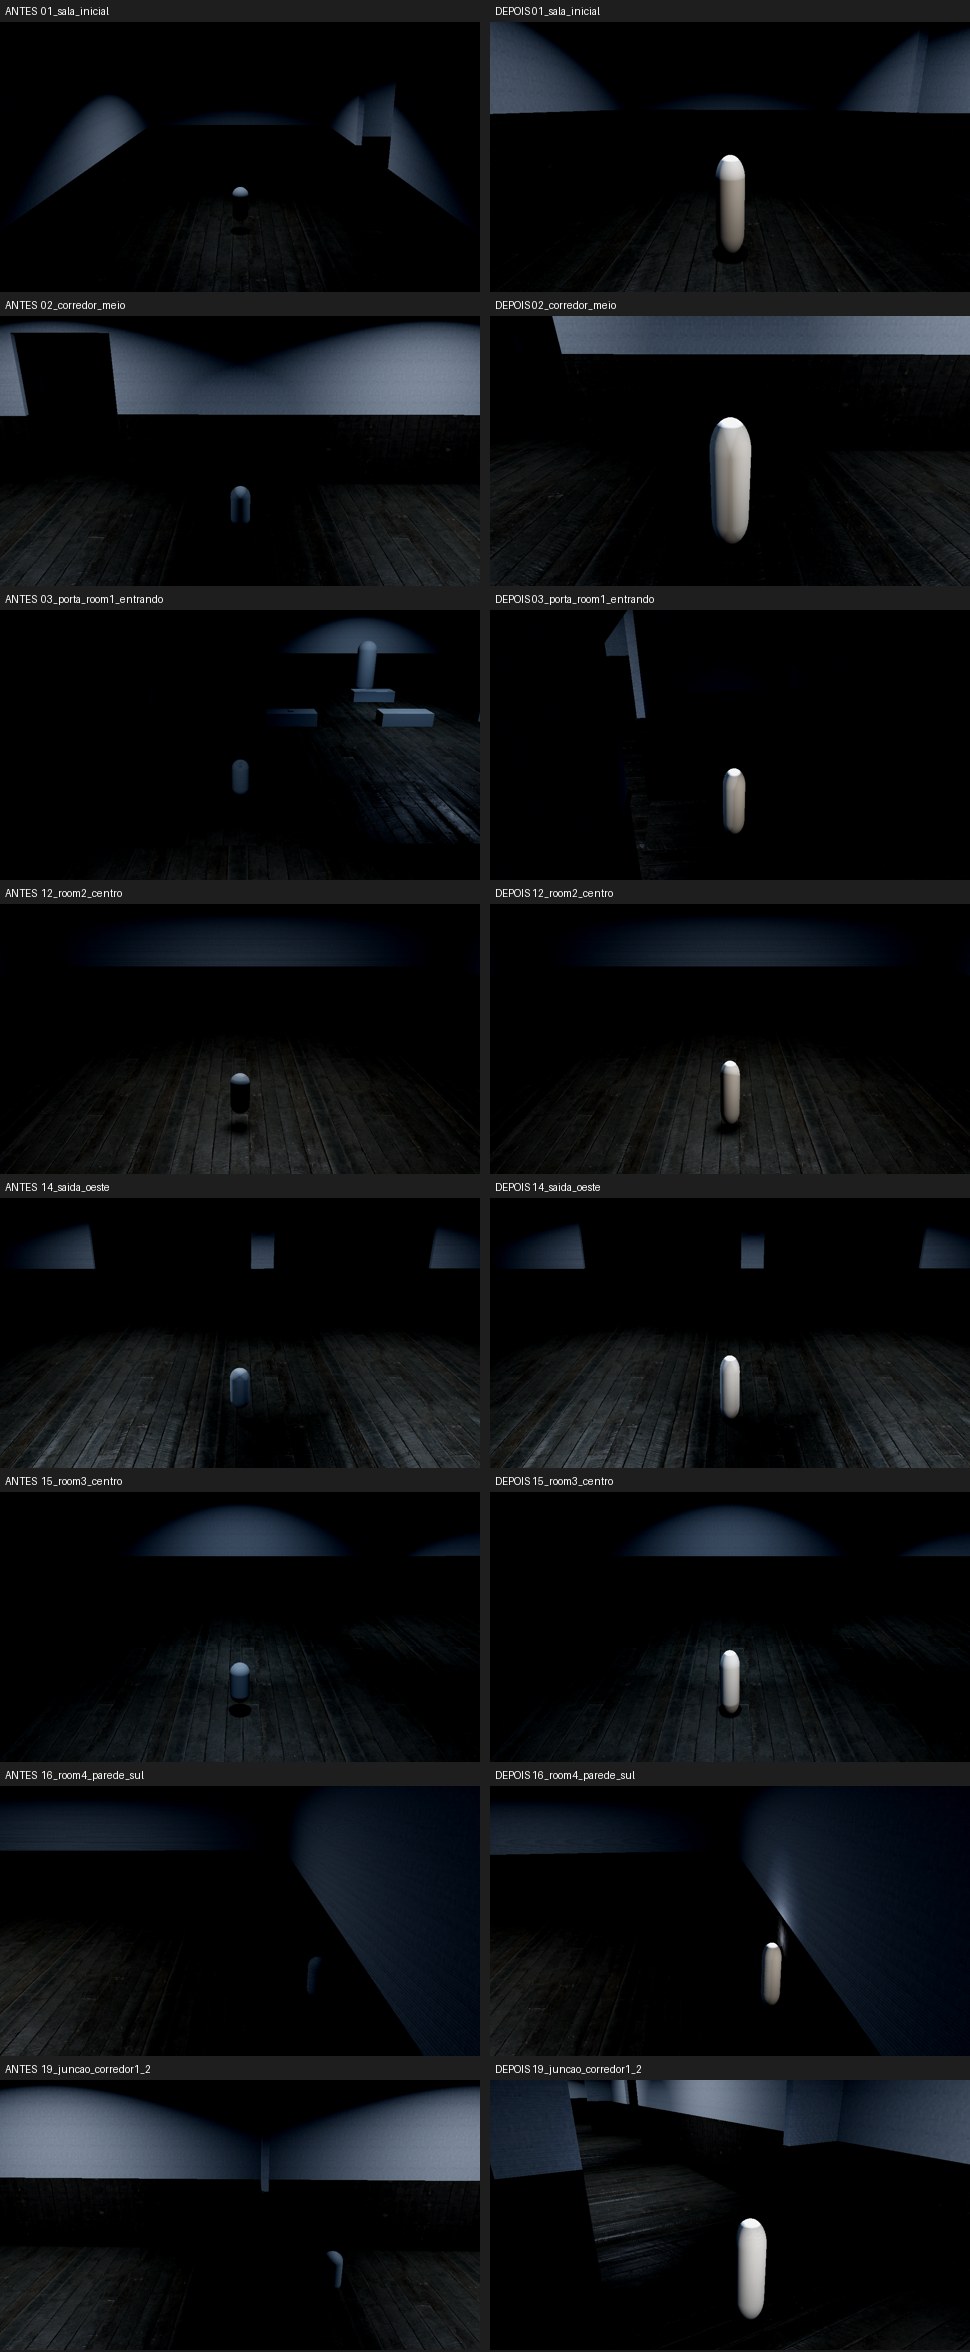 ANTES 01_sala_inicial
DEPOIS 01_sala_inicial
ANTES 02_corredor_meio
DEPOIS 02_corredor_meio
ANTES 03_porta_room1_entrando
DEPOIS 03_porta_room1_entrando
ANTES 12_room2_centro
DEPOIS 12_room2_centro
ANTES 14_saida_oeste
DEPOIS 14_saida_oeste
ANTES 15_room3_centro
DEPOIS 15_room3_centro
ANTES 16_room4_parede_sul
DEPOIS 16_room4_parede_sul
ANTES 19_juncao_corredor1_2
DEPOIS 19_juncao_corredor1_2